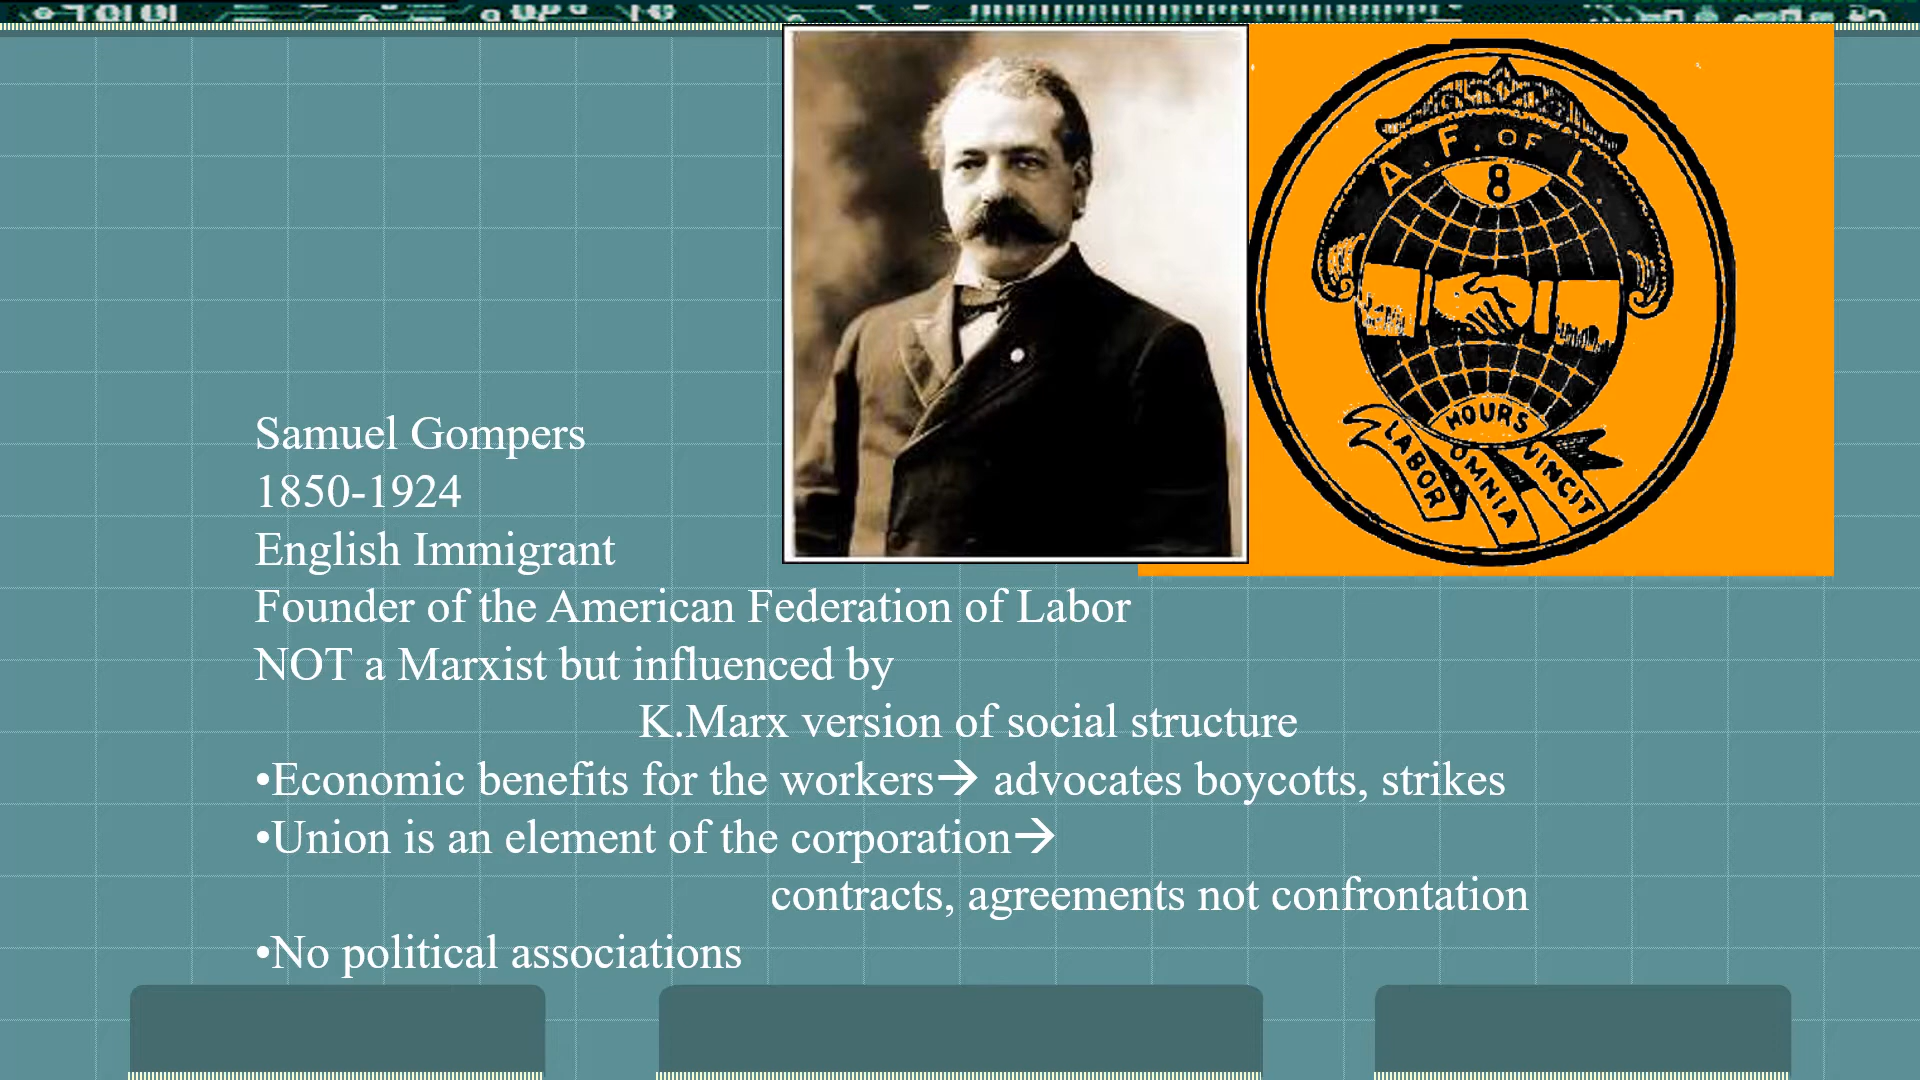 A. F. OF L.
8
HOURS
LABOR OMNIA VINCIT
Samuel Gompers
1850-1924
English Immigrant
Founder of the American Federation of Labor
NOT a Marxist but influenced by
K.Marx version of social structure
•Economic benefits for the workers→ advocates boycotts, strikes
•Union is an element of the corporation→
contracts, agreements not confrontation
•No political associations